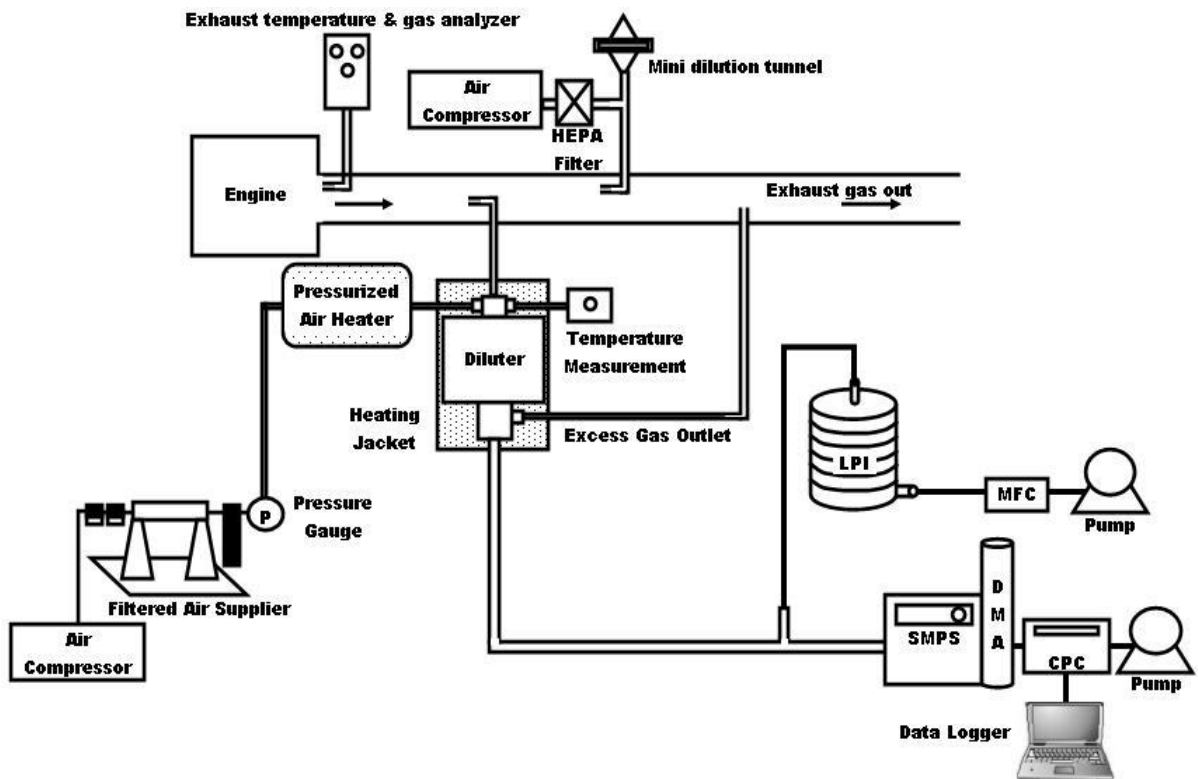 Exhaust temperature & gas analyzer
Mini dilution tunnel
Air
Compressor
HEPA
Filter
Engine
Exhaust gas out
Pressurized
Air Heater
Diluter
Temperature
Measurement
Heating
Jacket
Excess Gas Outlet
LPI
MFC
Pump
P
Pressure
Gauge
Filtered Air Supplier
Air
Compressor
SMPS
D
M
A
CPC
Pump
Data Logger